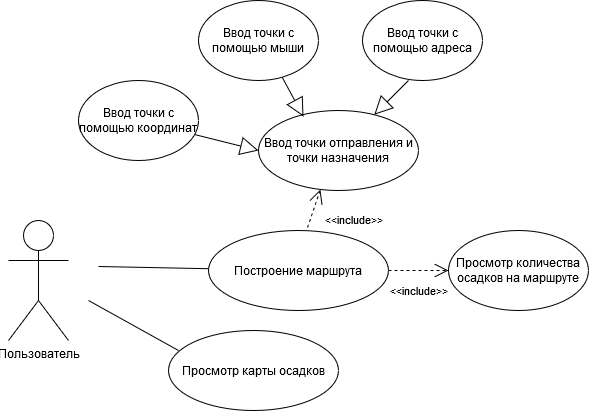 Ввод точки с
помощью мыши
Ввод точки с
помощью адреса
Ввод точки с
помощью координат
Ввод точки отправления и
точки назначения
<<include>>
Построение маршрута
Просмотр количества
осадков на маршруте
<<include>>
Пользователь
Просмотр карты осадков